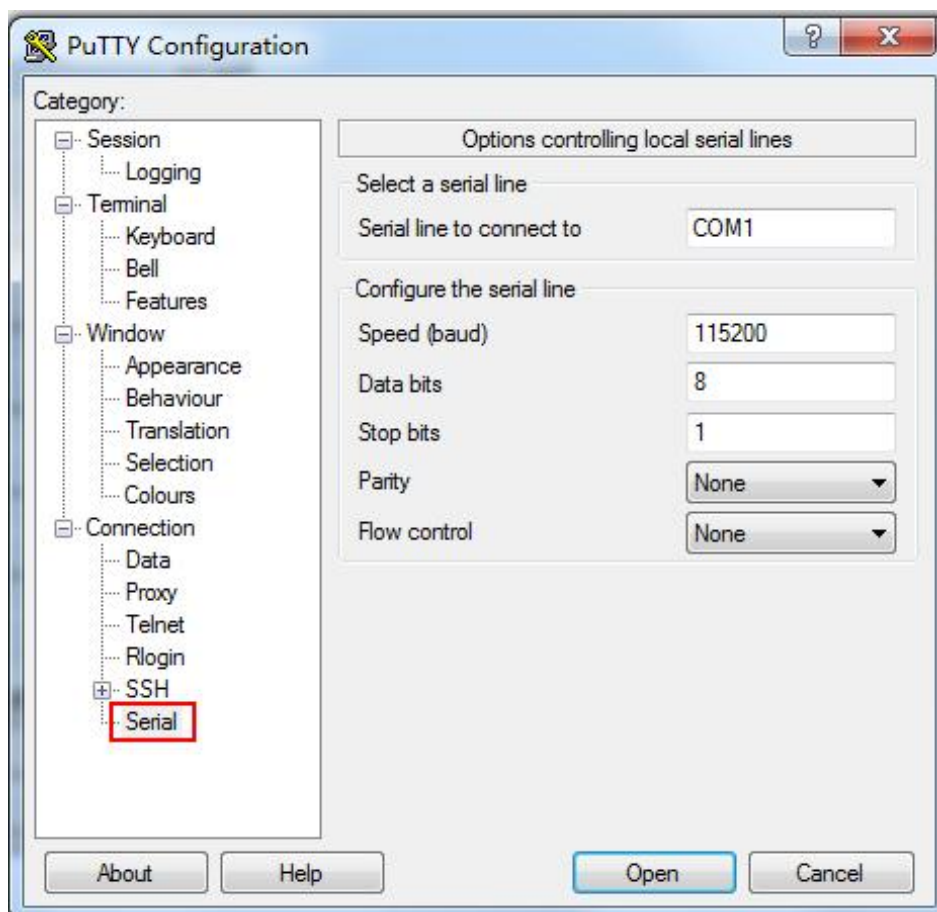 PuTTY Configuration
Category:
Session
Logging
Terminal
Keyboard
Bell
Features
Window
Appearance
Behaviour
Translation
Selection
Colours
Connection
Data
Proxy
Telnet
Rlogin
SSH
Serial
Options controlling local serial lines
Select a serial line
Serial line to connect to COM1
Configure the serial line
Speed (baud) 115200
Data bits 8
Stop bits 1
Parity None
Flow control None
About Help Open Cancel